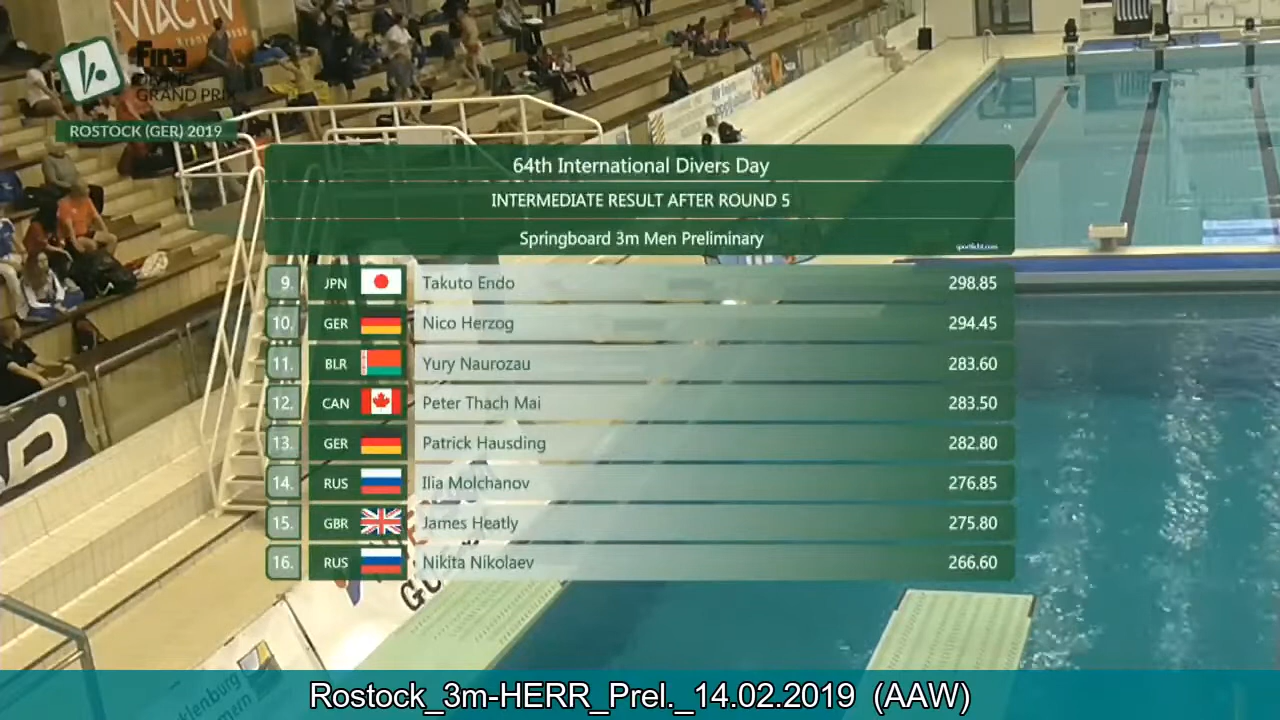 VIACTIV
Fina
GRAND PRIX
ROSTOCK (GER) 2019
64th International Divers Day
INTERMEDIATE RESULT AFTER ROUND 5
Springboard 3m Men Preliminary
sportlicht.com
9. JPN Takuto Endo 298.85
10. GER Nico Herzog 294.45
11. BLR Yury Naurozau 283.60
12. CAN Peter Thach Mai 283.50
13. GER Patrick Hausding 282.80
14. RUS Ilia Molchanov 276.85
15. GBR James Heatly 275.80
16. RUS Nikita Nikolaev 266.60
Rostock_3m-HERR_Prel._14.02.2019 (AAW)